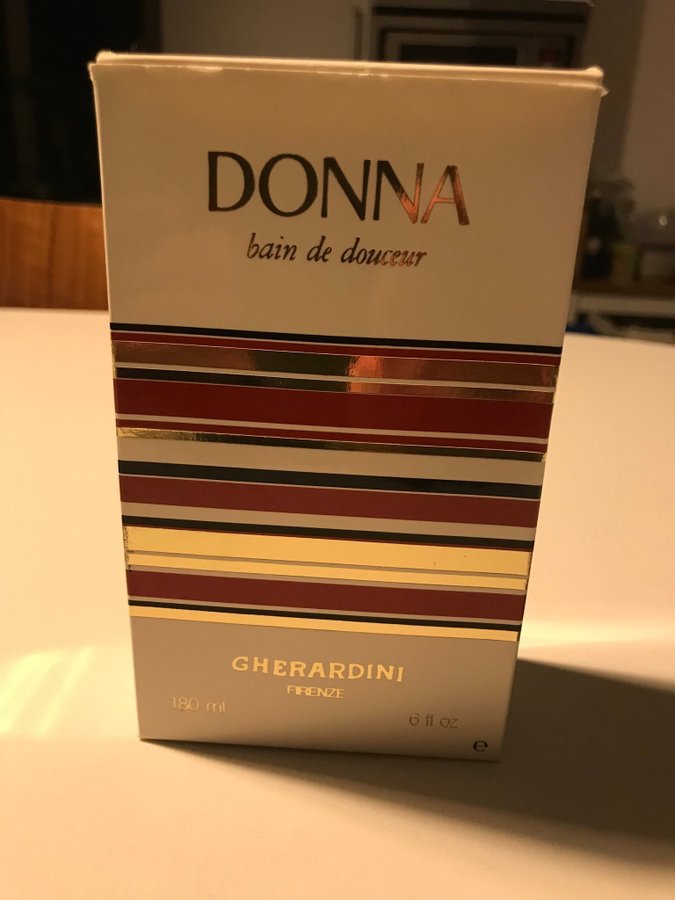 DONNA
bain de douceur
GHERARDINI
FIRENZE
180 ml
6 fl oz
e